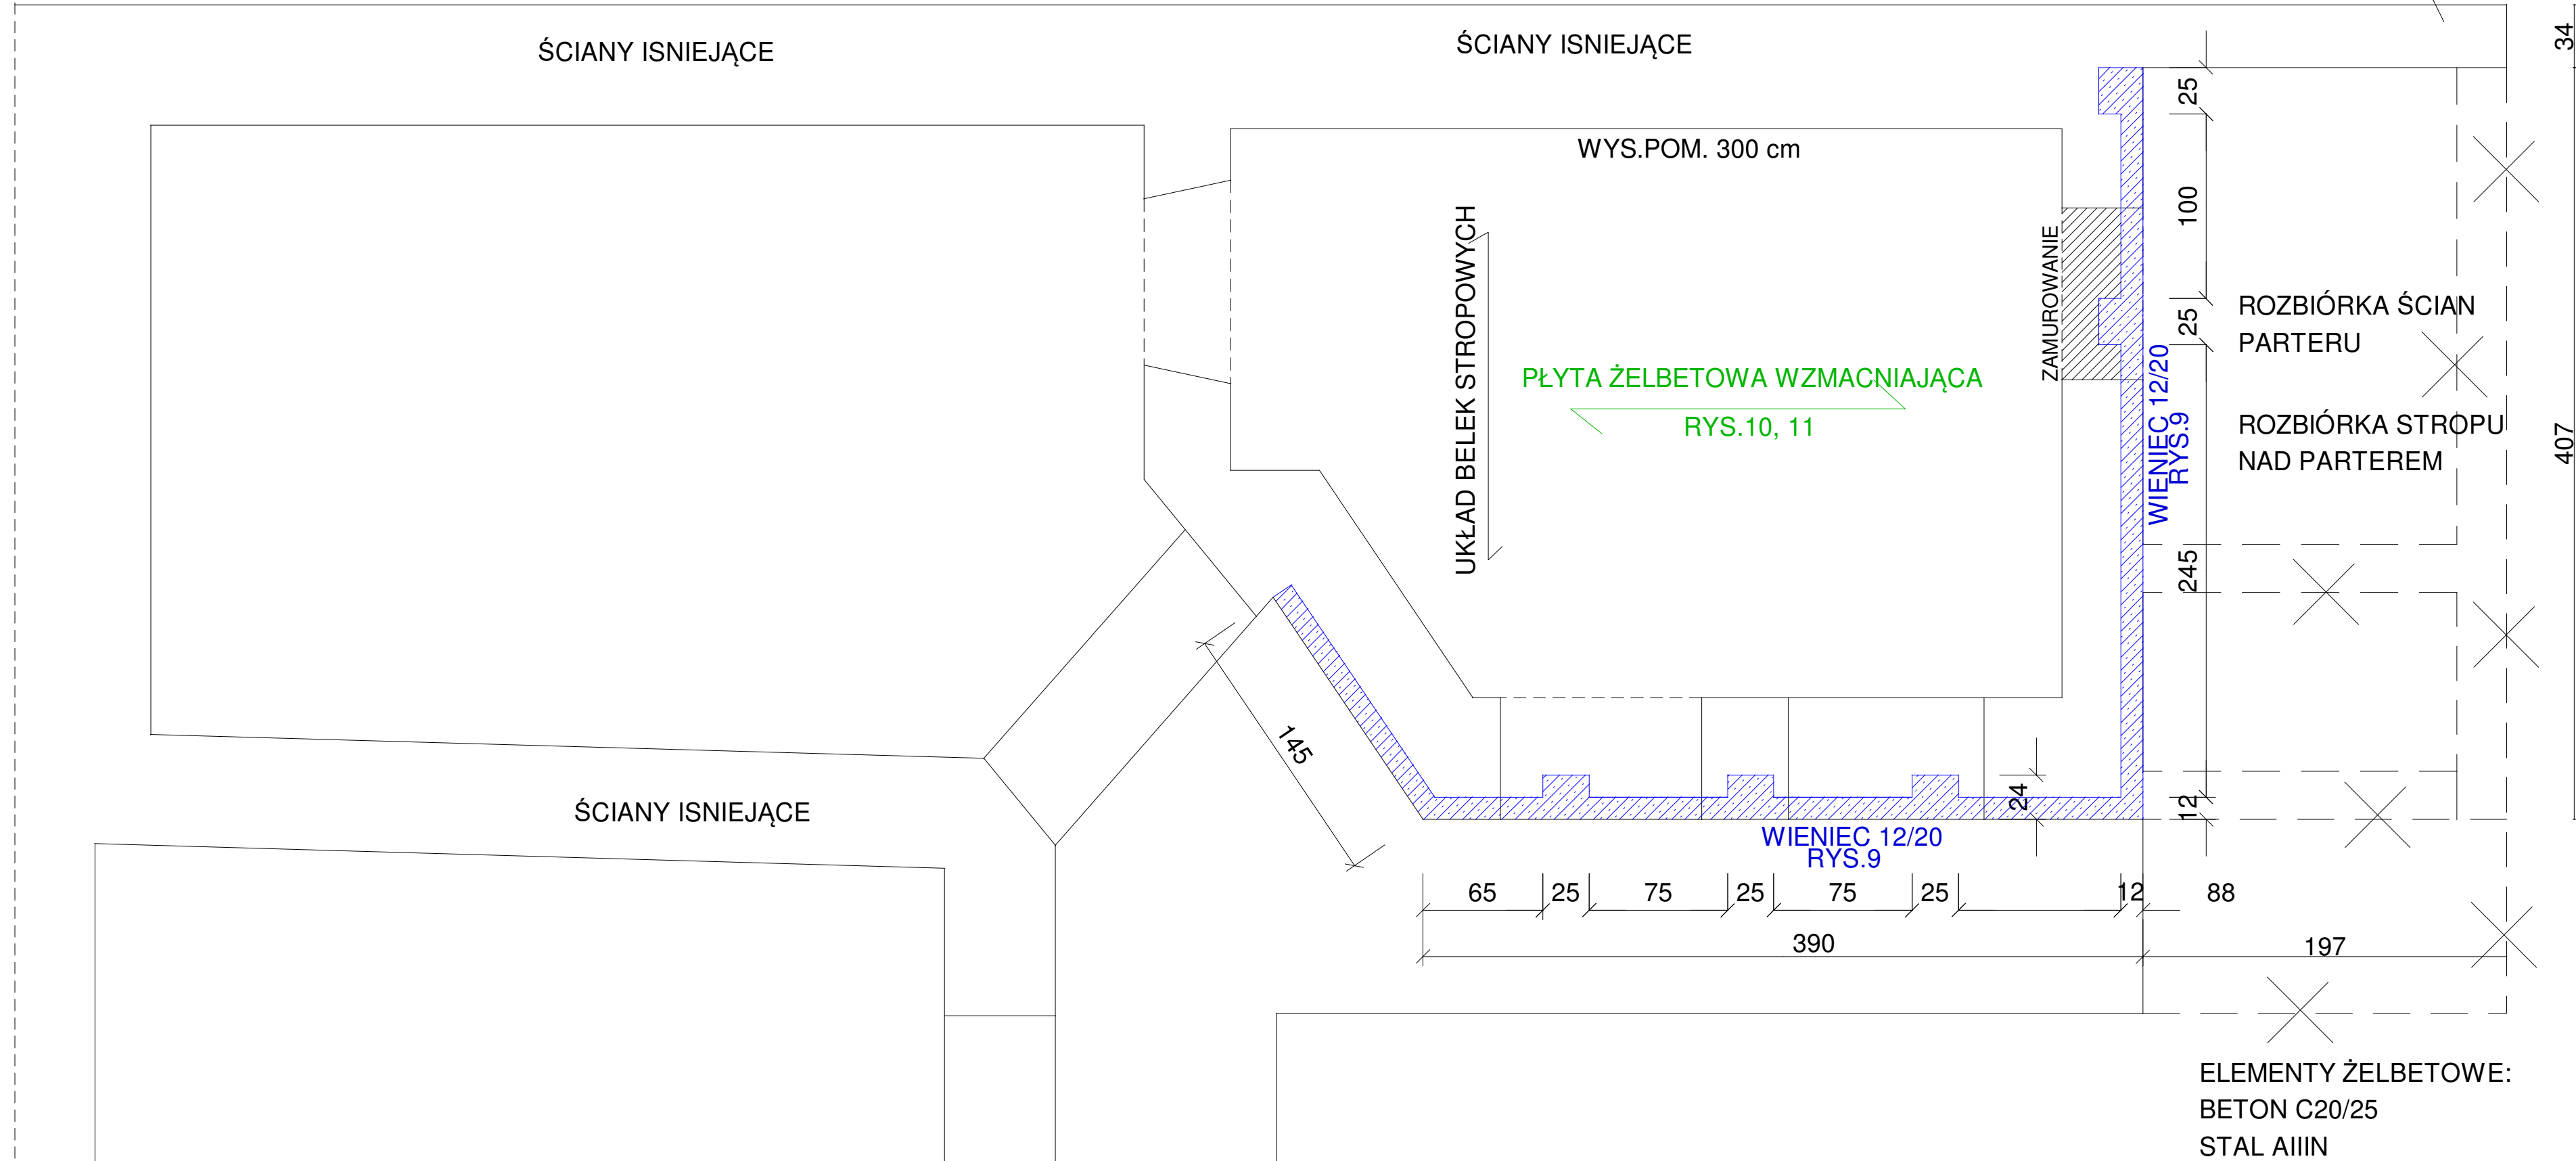 ŚCIANY ISNIEJĄCE
ŚCIANY ISNIEJĄCE
34
25
WYS.POM. 300 cm
100
UKŁAD BELEK STROPOWYCH
ZAMUROWANIE
ROZBIÓRKA ŚCIAN
PARTERU
25
PŁYTA ŻELBETOWA WZMACNIAJĄCA
RYS.10, 11
WIENIEC 12/20
RYS.9
ROZBIÓRKA STROPU
NAD PARTEREM
407
245
145
ŚCIANY ISNIEJĄCE
24
12
WIENIEC 12/20
RYS.9
65
25
75
25
75
25
12
88
390
197
ELEMENTY ŻELBETOWE:
BETON C20/25
STAL AIIIN